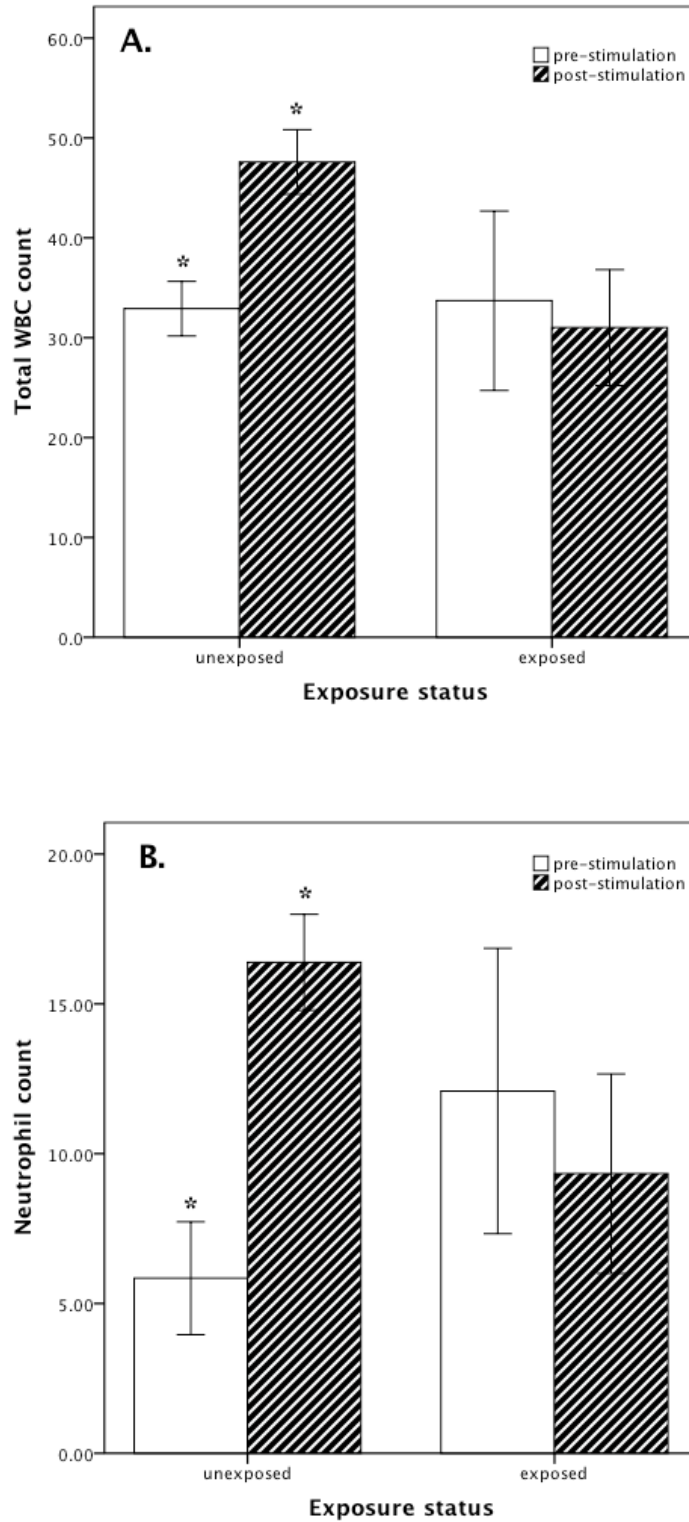 A.
pre-stimulation
post-stimulation
60.0
50.0
40.0
30.0
20.0
10.0
0.0
*
*
Total WBC count
unexposed exposed
Exposure status
B.
pre-stimulation
post-stimulation
20.00
15.00
10.00
5.00
0.00
*
*
Neutrophil count
unexposed exposed
Exposure status